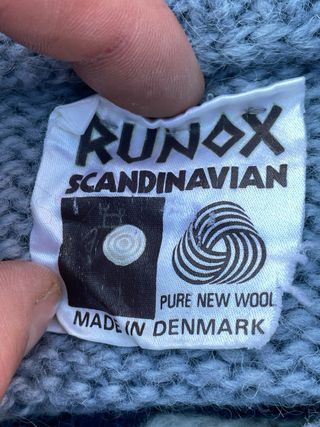 RUNOX
SCANDINAVIAN
PURE NEW WOOL
MADE IN DENMARK